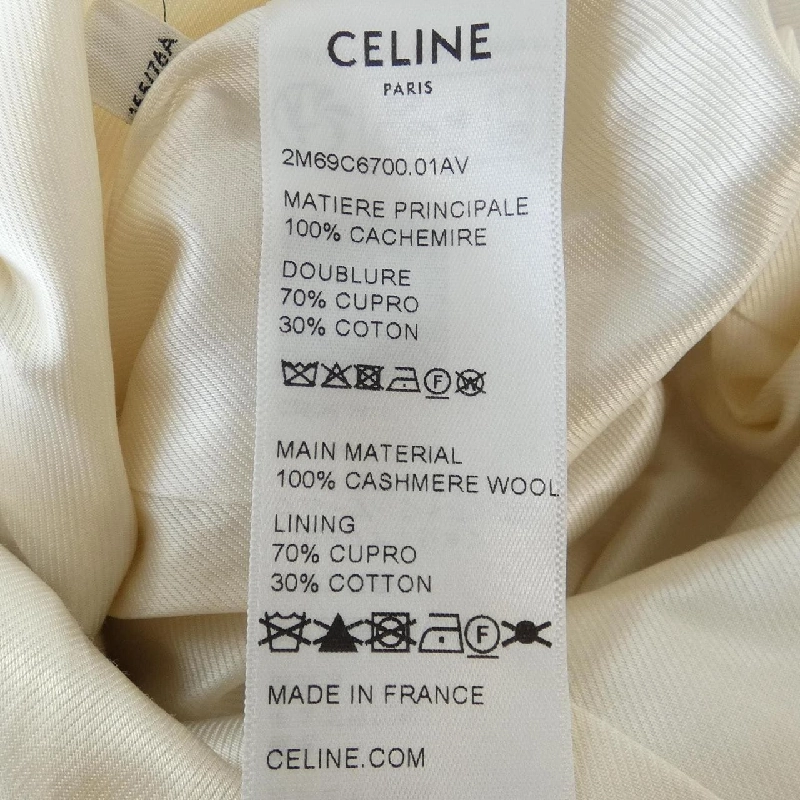 CELINE
PARIS
2M69C6700.01AV
MATIERE PRINCIPALE
100% CACHEMIRE
DOUBLURE
70% CUPRO
30% COTON
F
W
MAIN MATERIAL
100% CASHMERE WOOL
LINING
70% CUPRO
30% COTTON
F
MADE IN FRANCE
CELINE.COM